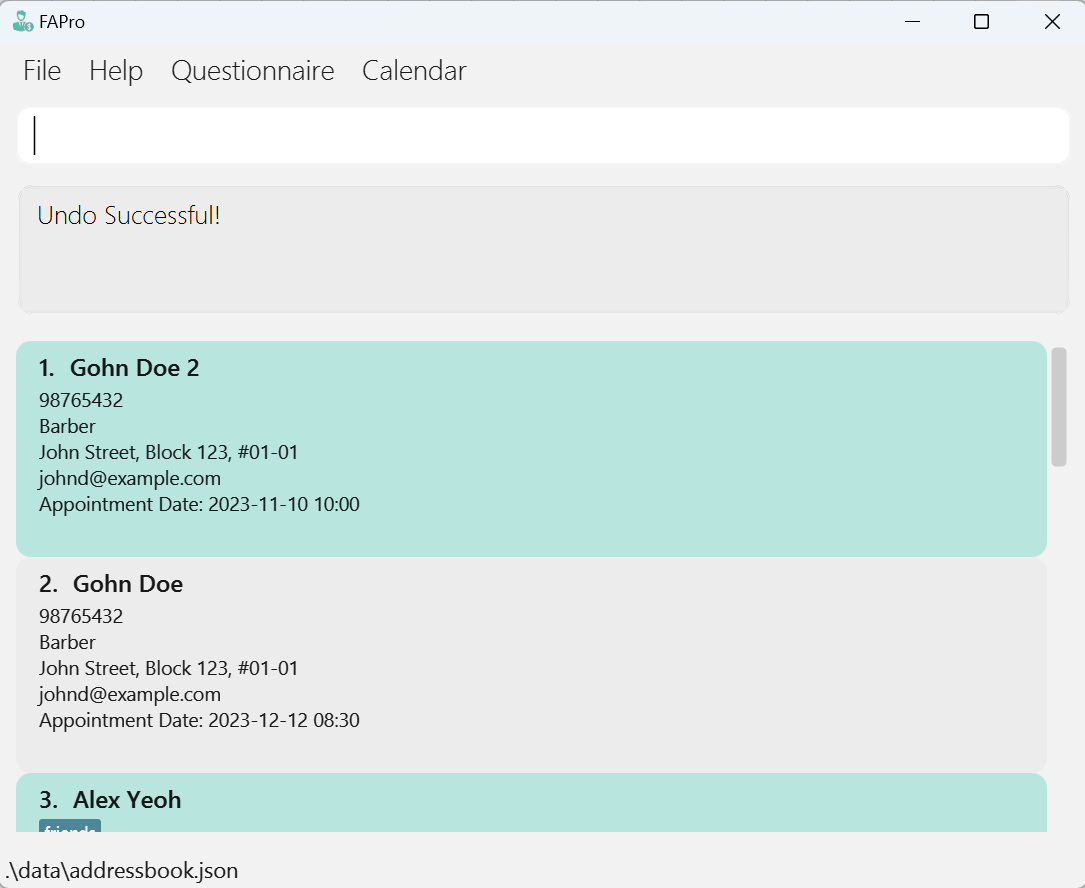 FAPro
File Help Questionnaire Calendar
Undo Successful!
1. Gohn Doe 2
98765432
Barber
John Street, Block 123, #01-01
johnd@example.com
Appointment Date: 2023-11-10 10:00
2. Gohn Doe
98765432
Barber
John Street, Block 123, #01-01
johnd@example.com
Appointment Date: 2023-12-12 08:30
3. Alex Yeoh
friends
.\data\addressbook.json